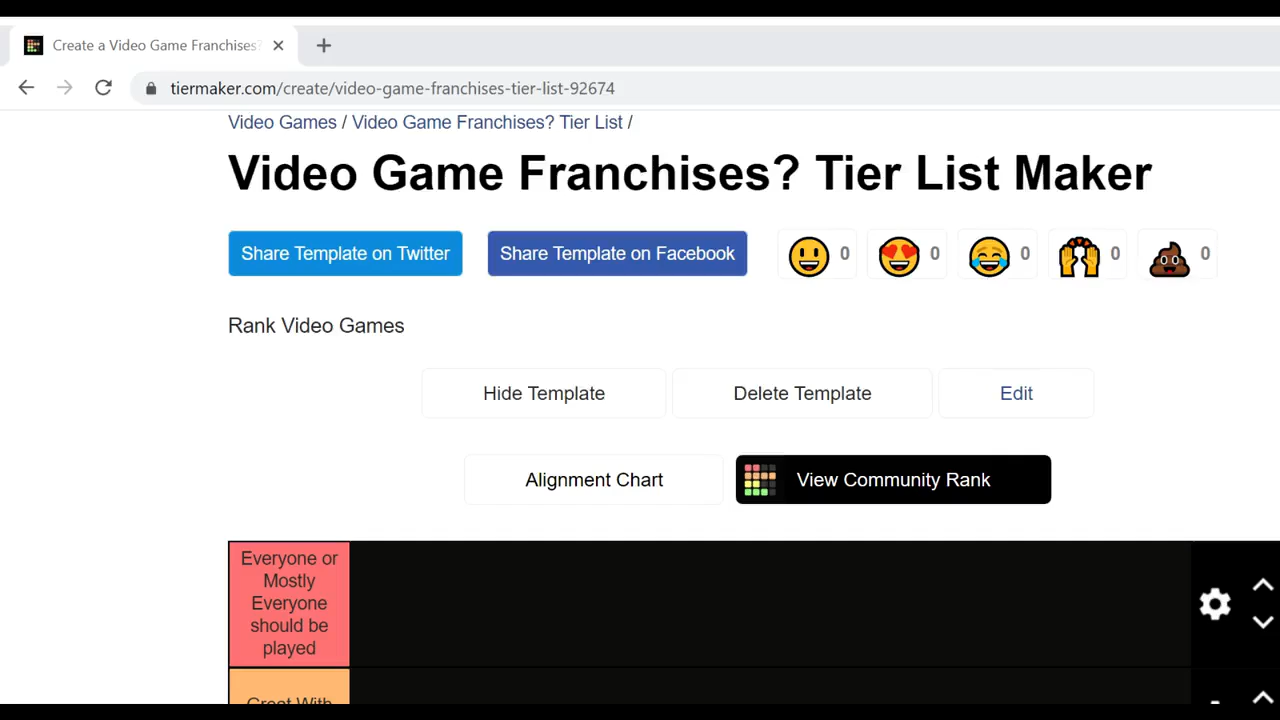 Create a Video Game Franchises?
tiermaker.com/create/video-game-franchises-tier-list-92674
Video Games / Video Game Franchises? Tier List /
Video Game Franchises? Tier List Maker
Share Template on Twitter Share Template on Facebook 0 0 0 0 0
Rank Video Games
Hide Template Delete Template Edit
Alignment Chart View Community Rank
Everyone or
Mostly
Everyone
should be
played
Great With